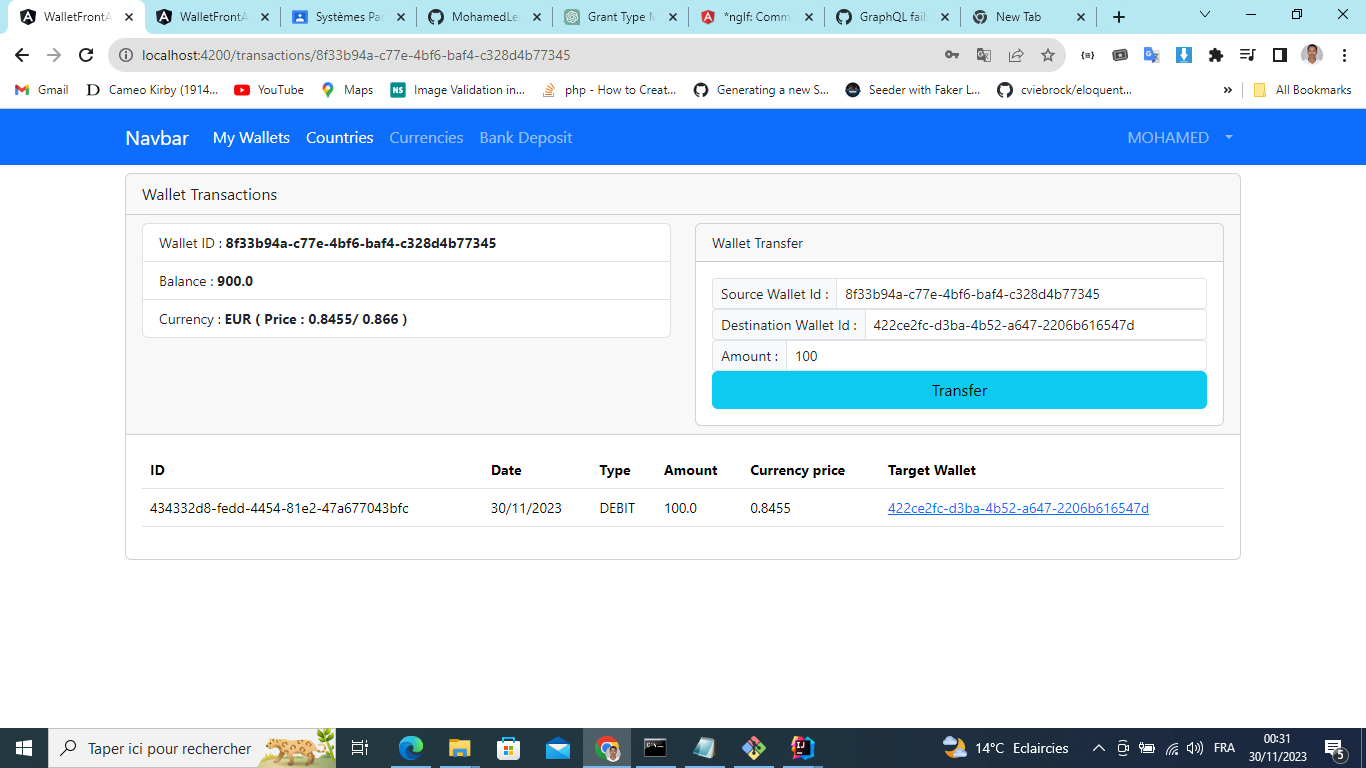 WalletFrontA
WalletFrontA
Systèmes Par
MohamedLe
Grant Type M
*ngIf: Comm
GraphQL fail
New Tab
localhost:4200/transactions/8f33b94a-c77e-4bf6-baf4-c328d4b77345
Gmail
Cameo Kirby (1914...
YouTube
Maps
NS
Image Validation in...
php - How to Creat...
Generating a new S...
Seeder with Faker L...
cviebrock/eloquent...
»
All Bookmarks
Navbar My Wallets Countries Currencies Bank Deposit MOHAMED
Wallet Transactions
Wallet ID : 8f33b94a-c77e-4bf6-baf4-c328d4b77345
Balance : 900.0
Currency : EUR ( Price : 0.8455/ 0.866 )
Wallet Transfer
Source Wallet Id : 8f33b94a-c77e-4bf6-baf4-c328d4b77345
Destination Wallet Id : 422ce2fc-d3ba-4b52-a647-2206b616547d
Amount : 100
Transfer
ID Date Type Amount Currency price Target Wallet
434332d8-fedd-4454-81e2-47a677043bfc 30/11/2023 DEBIT 100.0 0.8455 422ce2fc-d3ba-4b52-a647-2206b616547d
Taper ici pour rechercher
14°C Eclaircies
FRA
00:31
30/11/2023
5